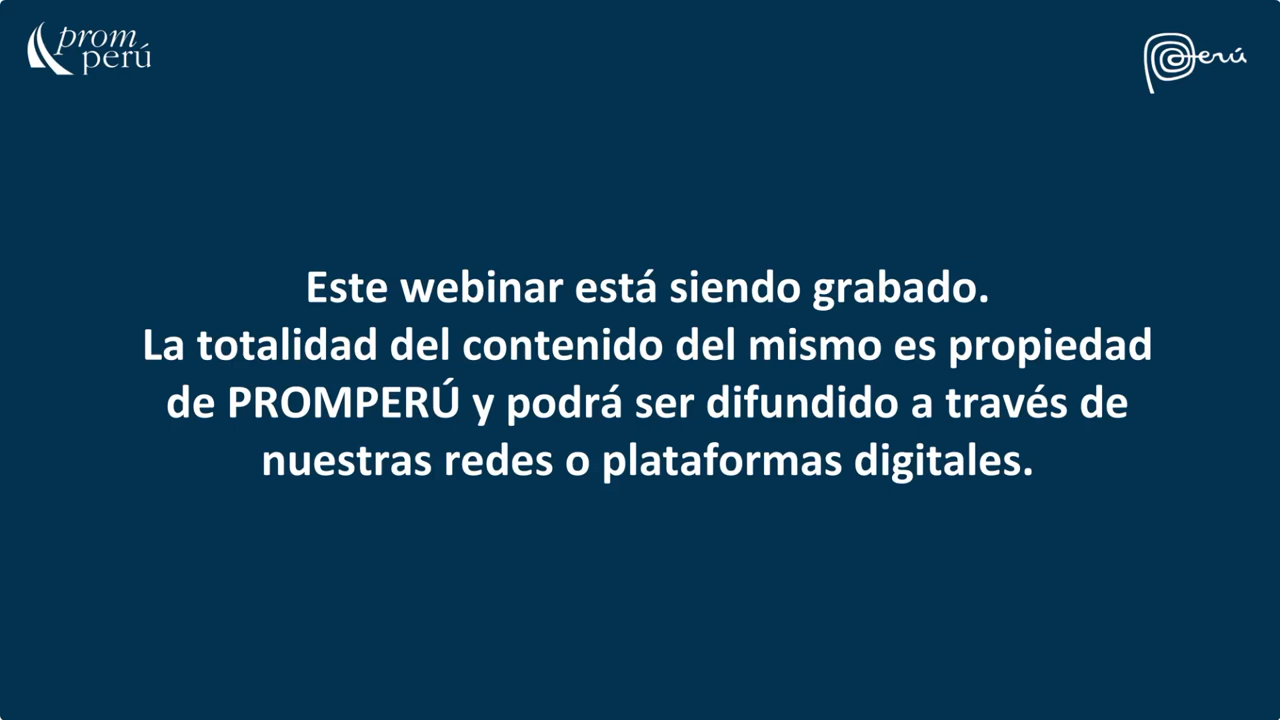 prom
perú
Perú
Este webinar está siendo grabado.
La totalidad del contenido del mismo es propiedad
de PROMPERÚ y podrá ser difundido a través de
nuestras redes o plataformas digitales.